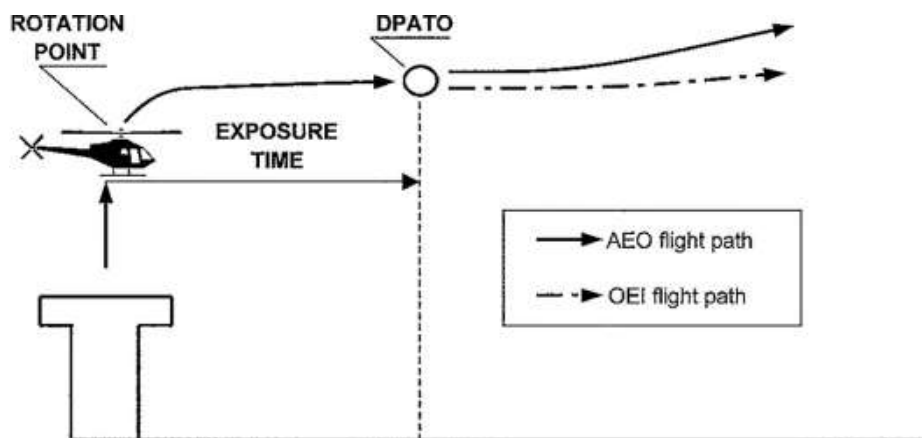 ROTATION
POINT
DPATO
EXPOSURE
TIME
AEO flight path
OEI flight path